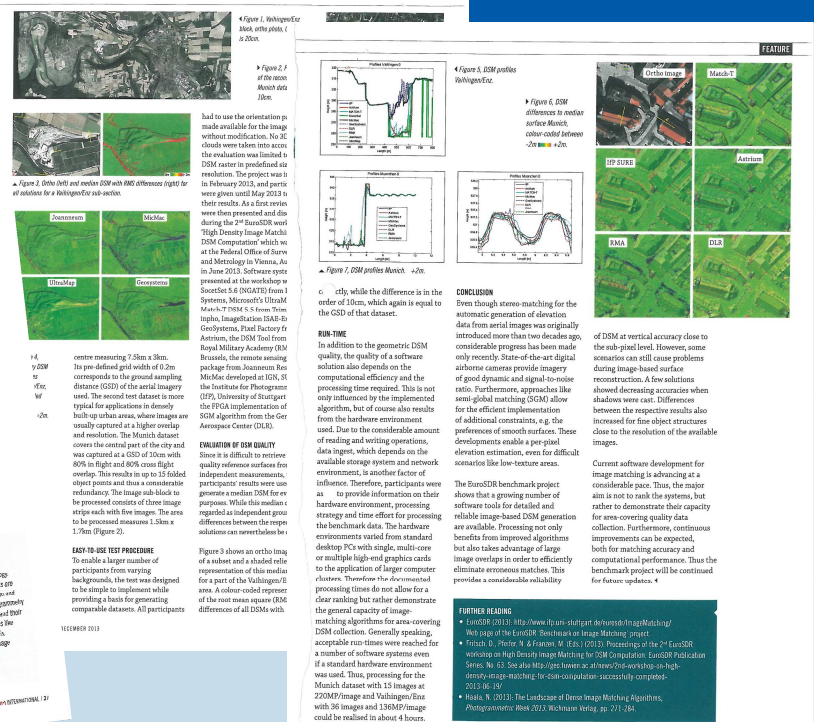 ◀ Figure 1, Vaihingen/Enz
block, ortho photo,
is 20cm.
▶ Figure 2,
of the recon
Munich data
10cm.
▲ Figure 3, Ortho (left) and median DSM with RMS differences (right) for
all solutions for a Vaihingen/Enz sub-section.
Joannneum
MicMac
UltraMap
Geosystems
centre measuring 7.5km x 3km.
Its pre-defined grid width of 0.2m
corresponds to the ground sampling
distance (GSD) of the aerial imagery
used. The second test dataset is more
typical for applications in densely
built-up urban areas, where images are
usually captured at a higher overlap
and resolution. The Munich dataset
covers the central part of the city and
was captured at a GSD of 10cm with
80% in flight and 80% cross flight
overlap. This results in up to 15 folded
object points and thus a considerable
redundancy. The image sub-block to
be processed consists of three image
strips each with five images. The area
to be processed measures 1.5km x
1.7km (Figure 2).
EASY-TO-USE TEST PROCEDURE
To enable a larger number of
participants from varying
backgrounds, the test was designed
to be simple to implement while
providing a basis for generating
comparable datasets. All participants
had to use the orientation pa
made available for the image
without modification. No 3D
clouds were taken into accou
the evaluation was limited to
DSM raster in predefined siz
resolution. The project was i
in February 2013, and partic
were given until May 2013 to
their results. As a first review
were then presented and dis
during the 2nd EuroSDR work
'High Density Image Matchi
DSM Computation' which wa
at the Federal Office of Surve
and Metrology in Vienna, Au
in June 2013. Software syste
presented at the workshop w
SocetSet 5.6 (NGATE) from
Systems, Microsoft's UltraM
Match-T DSM 5.5 from Trim
inpho, ImageStation ISAE-Ex
GeoSystems, Pixel Factory fr
Astrium, the DSM Tool from
Royal Military Academy (RM
Brussels, the remote sensing
package from Joanneum Res
MicMac developed at IGN, SU
the Institute for Photogramm
(IfP), University of Stuttgart
the FPGA implementation of
SGM algorithm from the Ger
Aerospace Center (DLR).
EVALUATION OF DSM QUALITY
Since it is difficult to retrieve
quality reference surfaces from
independent measurements,
participants' results were use
generate a median DSM for ev
purposes. While this median c
regarded as independent grou
differences between the respe
solutions can nevertheless be
Figure 3 shows an ortho imag
of a subset and a shaded relie
representation of this median
for a part of the Vaihingen/E
area. A colour-coded represen
of the root mean square (RMS
differences of all DSMs with
DECEMBER 2013
INTERNATIONAL | 31
FEATURE
Profiles Vaihingen D
◀ Figure 5, DSM profiles
Vaihingen/Enz.
▶ Figure 6, DSM
differences to median
surface Munich,
colour-coded between
-2m +2m.
▲ Figure 7, DSM profiles Munich. +2m.
Ortho image
Match-T
IfP SURE
Astrium
RMA
DLR
ctly, while the difference is in the
order of 10cm, which again is equal to
the GSD of that dataset.
RUN-TIME
In addition to the geometric DSM
quality, the quality of a software
solution also depends on the
computational efficiency and the
processing time required. This is not
only influenced by the implemented
algorithm, but of course also results
from the hardware environment
used. Due to the considerable amount
of reading and writing operations,
data ingest, which depends on the
available storage system and network
environment, is another factor of
influence. Therefore, participants were
as to provide information on their
hardware environment, processing
strategy and time effort for processing
the benchmark data. The hardware
environments varied from standard
desktop PCs with single, multi-core
or multiple high-end graphics cards
to the application of larger computer
clusters. Therefore the documented
processing times do not allow for a
clear ranking but rather demonstrate
the general capacity of image-
matching algorithms for area-covering
DSM collection. Generally speaking,
acceptable run-times were reached for
a number of software systems even
if a standard hardware environment
was used. Thus, processing for the
Munich dataset with 15 images at
220MP/image and Vaihingen/Enz
with 36 images and 136MP/image
could be realised in about 4 hours.
CONCLUSION
Even though stereo-matching for the
automatic generation of elevation
data from aerial images was originally
introduced more than two decades ago,
considerable progress has been made
only recently. State-of-the-art digital
airborne cameras provide imagery
of good dynamic and signal-to-noise
ratio. Furthermore, approaches like
semi-global matching (SGM) allow
for the efficient implementation
of additional constraints, e.g. the
preferences of smooth surfaces. These
developments enable a per-pixel
elevation estimation, even for difficult
scenarios like low-texture areas.
The EuroSDR benchmark project
shows that a growing number of
software tools for detailed and
reliable image-based DSM generation
are available. Processing not only
benefits from improved algorithms
but also takes advantage of large
image overlaps in order to efficiently
eliminate erroneous matches. This
provides a considerable reliability
of DSM at vertical accuracy close to
the sub-pixel level. However, some
scenarios can still cause problems
during image-based surface
reconstruction. A few solutions
showed decreasing accuracies when
shadows were cast. Differences
between the respective results also
increased for fine object structures
close to the resolution of the available
images.
Current software development for
image matching is advancing at a
considerable pace. Thus, the major
aim is not to rank the systems, but
rather to demonstrate their capacity
for area-covering quality data
collection. Furthermore, continuous
improvements can be expected,
both for matching accuracy and
computational performance. Thus the
benchmark project will be continued
for future updates. ◀
FURTHER READING
• EuroSDR (2013): http://www.ifp.uni-stuttgart.de/eurosdr/ImageMatching/
Web page of the EuroSDR 'Benchmark on Image Matching' project.
• Fritsch, D., Pfeifer, N. & Franzen, M. (Eds.) (2013). Proceedings of the 2nd EuroSDR
workshop on High Density Image Matching for DSM Computation; EuroSDR Publication
Series, No. 63. See also http://geo.tuwien.ac.at/news/2nd-workshop-on-high-
density-image-matching-for-dsm-computation-successfully-completed-
2013-06-19/
• Haala, N. (2013): The Landscape of Dense Image Matching Algorithms,
Photogrammetric Week 2013, Wichmann Verlag, pp. 271-284.